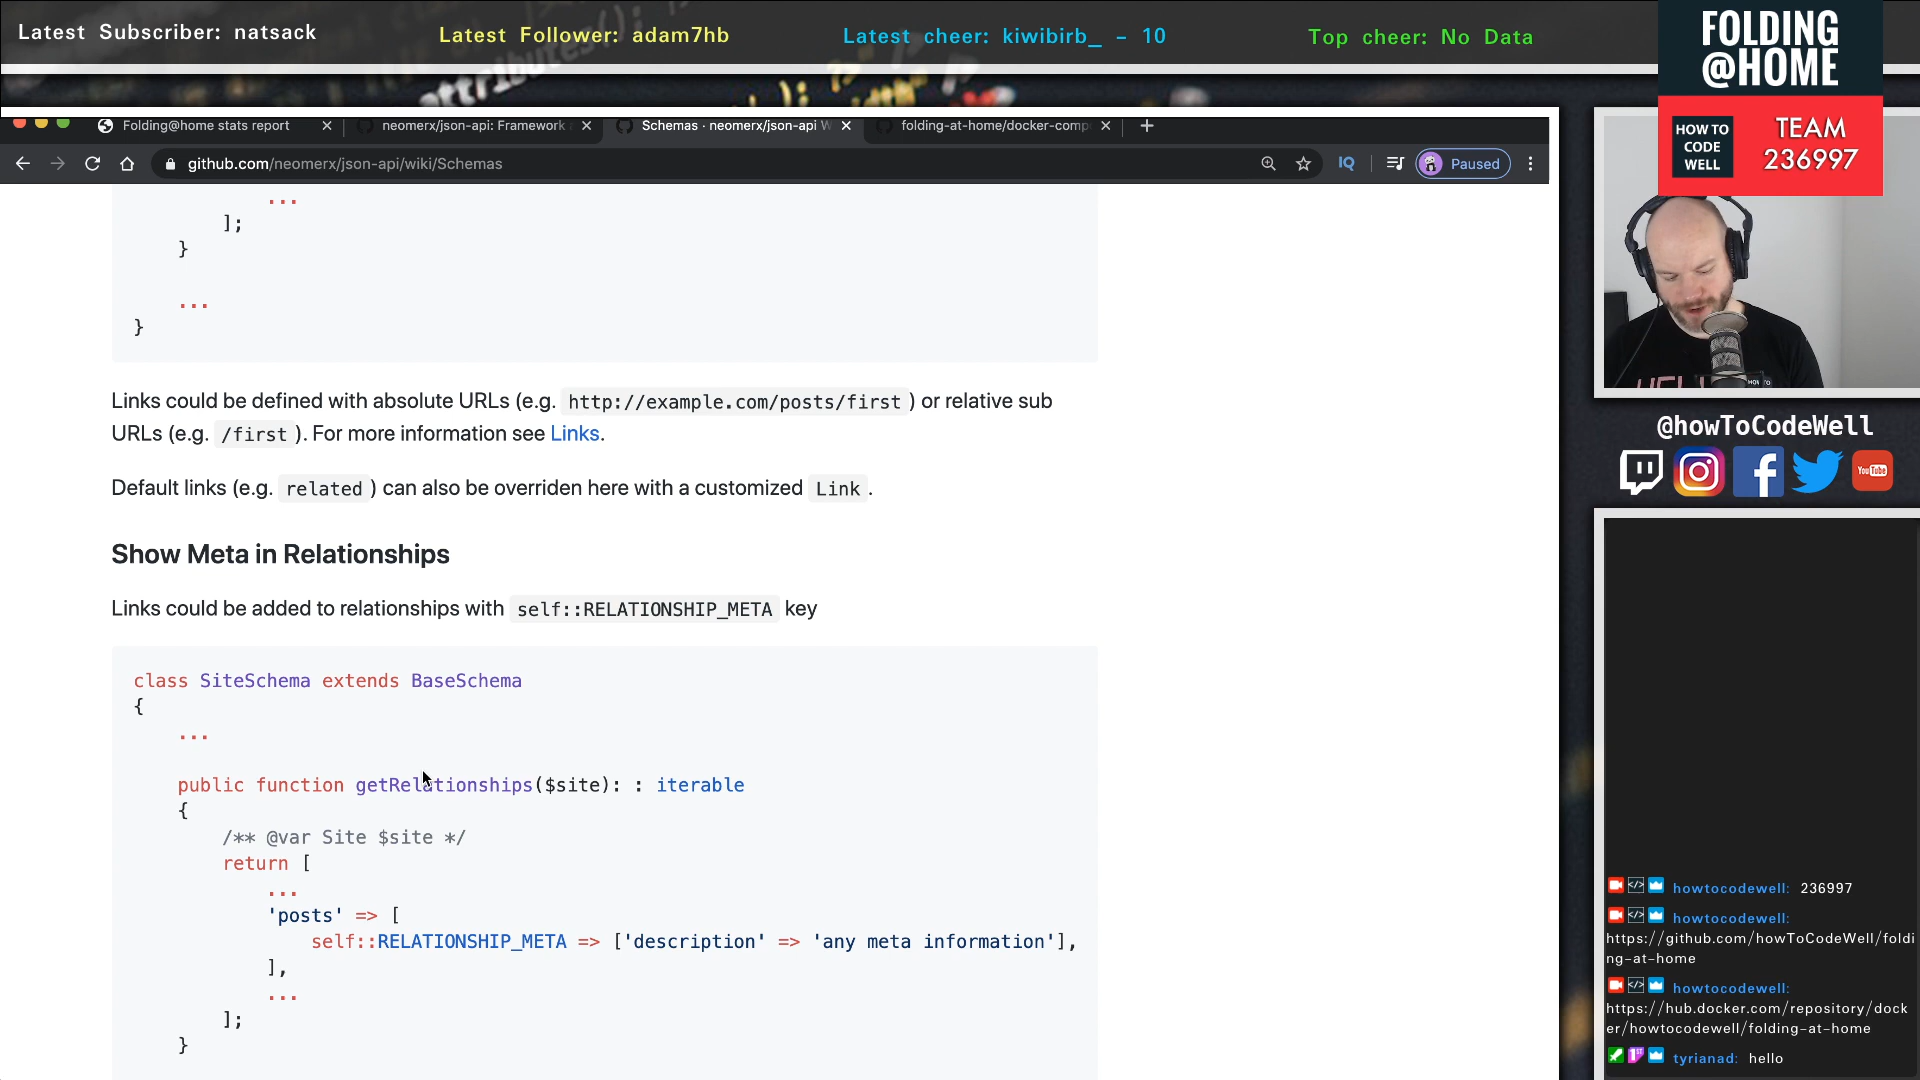 Latest Subscriber: natsack
Latest Follower: adam7hb
Latest cheer: kiwibirb_ - 10
Top cheer: No Data
FOLDING
@HOME
HOW TO
CODE
WELL
TEAM
236997
Folding@home stats report
neomerx/json-api: Framework
Schemas · neomerx/json-api W
folding-at-home/docker-comp
github.com/neomerx/json-api/wiki/Schemas
IQ
Paused
...
];
}
...
}
Links could be defined with absolute URLs (e.g. http://example.com/posts/first ) or relative sub
URLs (e.g. /first ). For more information see Links.
Default links (e.g. related ) can also be overriden here with a customized Link .
Show Meta in Relationships
Links could be added to relationships with self::RELATIONSHIP_META key
class SiteSchema extends BaseSchema
{
...
public function getRelationships($site): : iterable
{
/** @var Site $site */
return [
...
'posts' => [
self::RELATIONSHIP_META => ['description' => 'any meta information'],
],
...
];
}
@howToCodeWell
YouTube
howtocodewell: 236997
howtocodewell:
https://github.com/howToCodeWell/foldi
ng-at-home
howtocodewell:
https://hub.docker.com/repository/dock
er/howtocodewell/folding-at-home
tyrianad: hello